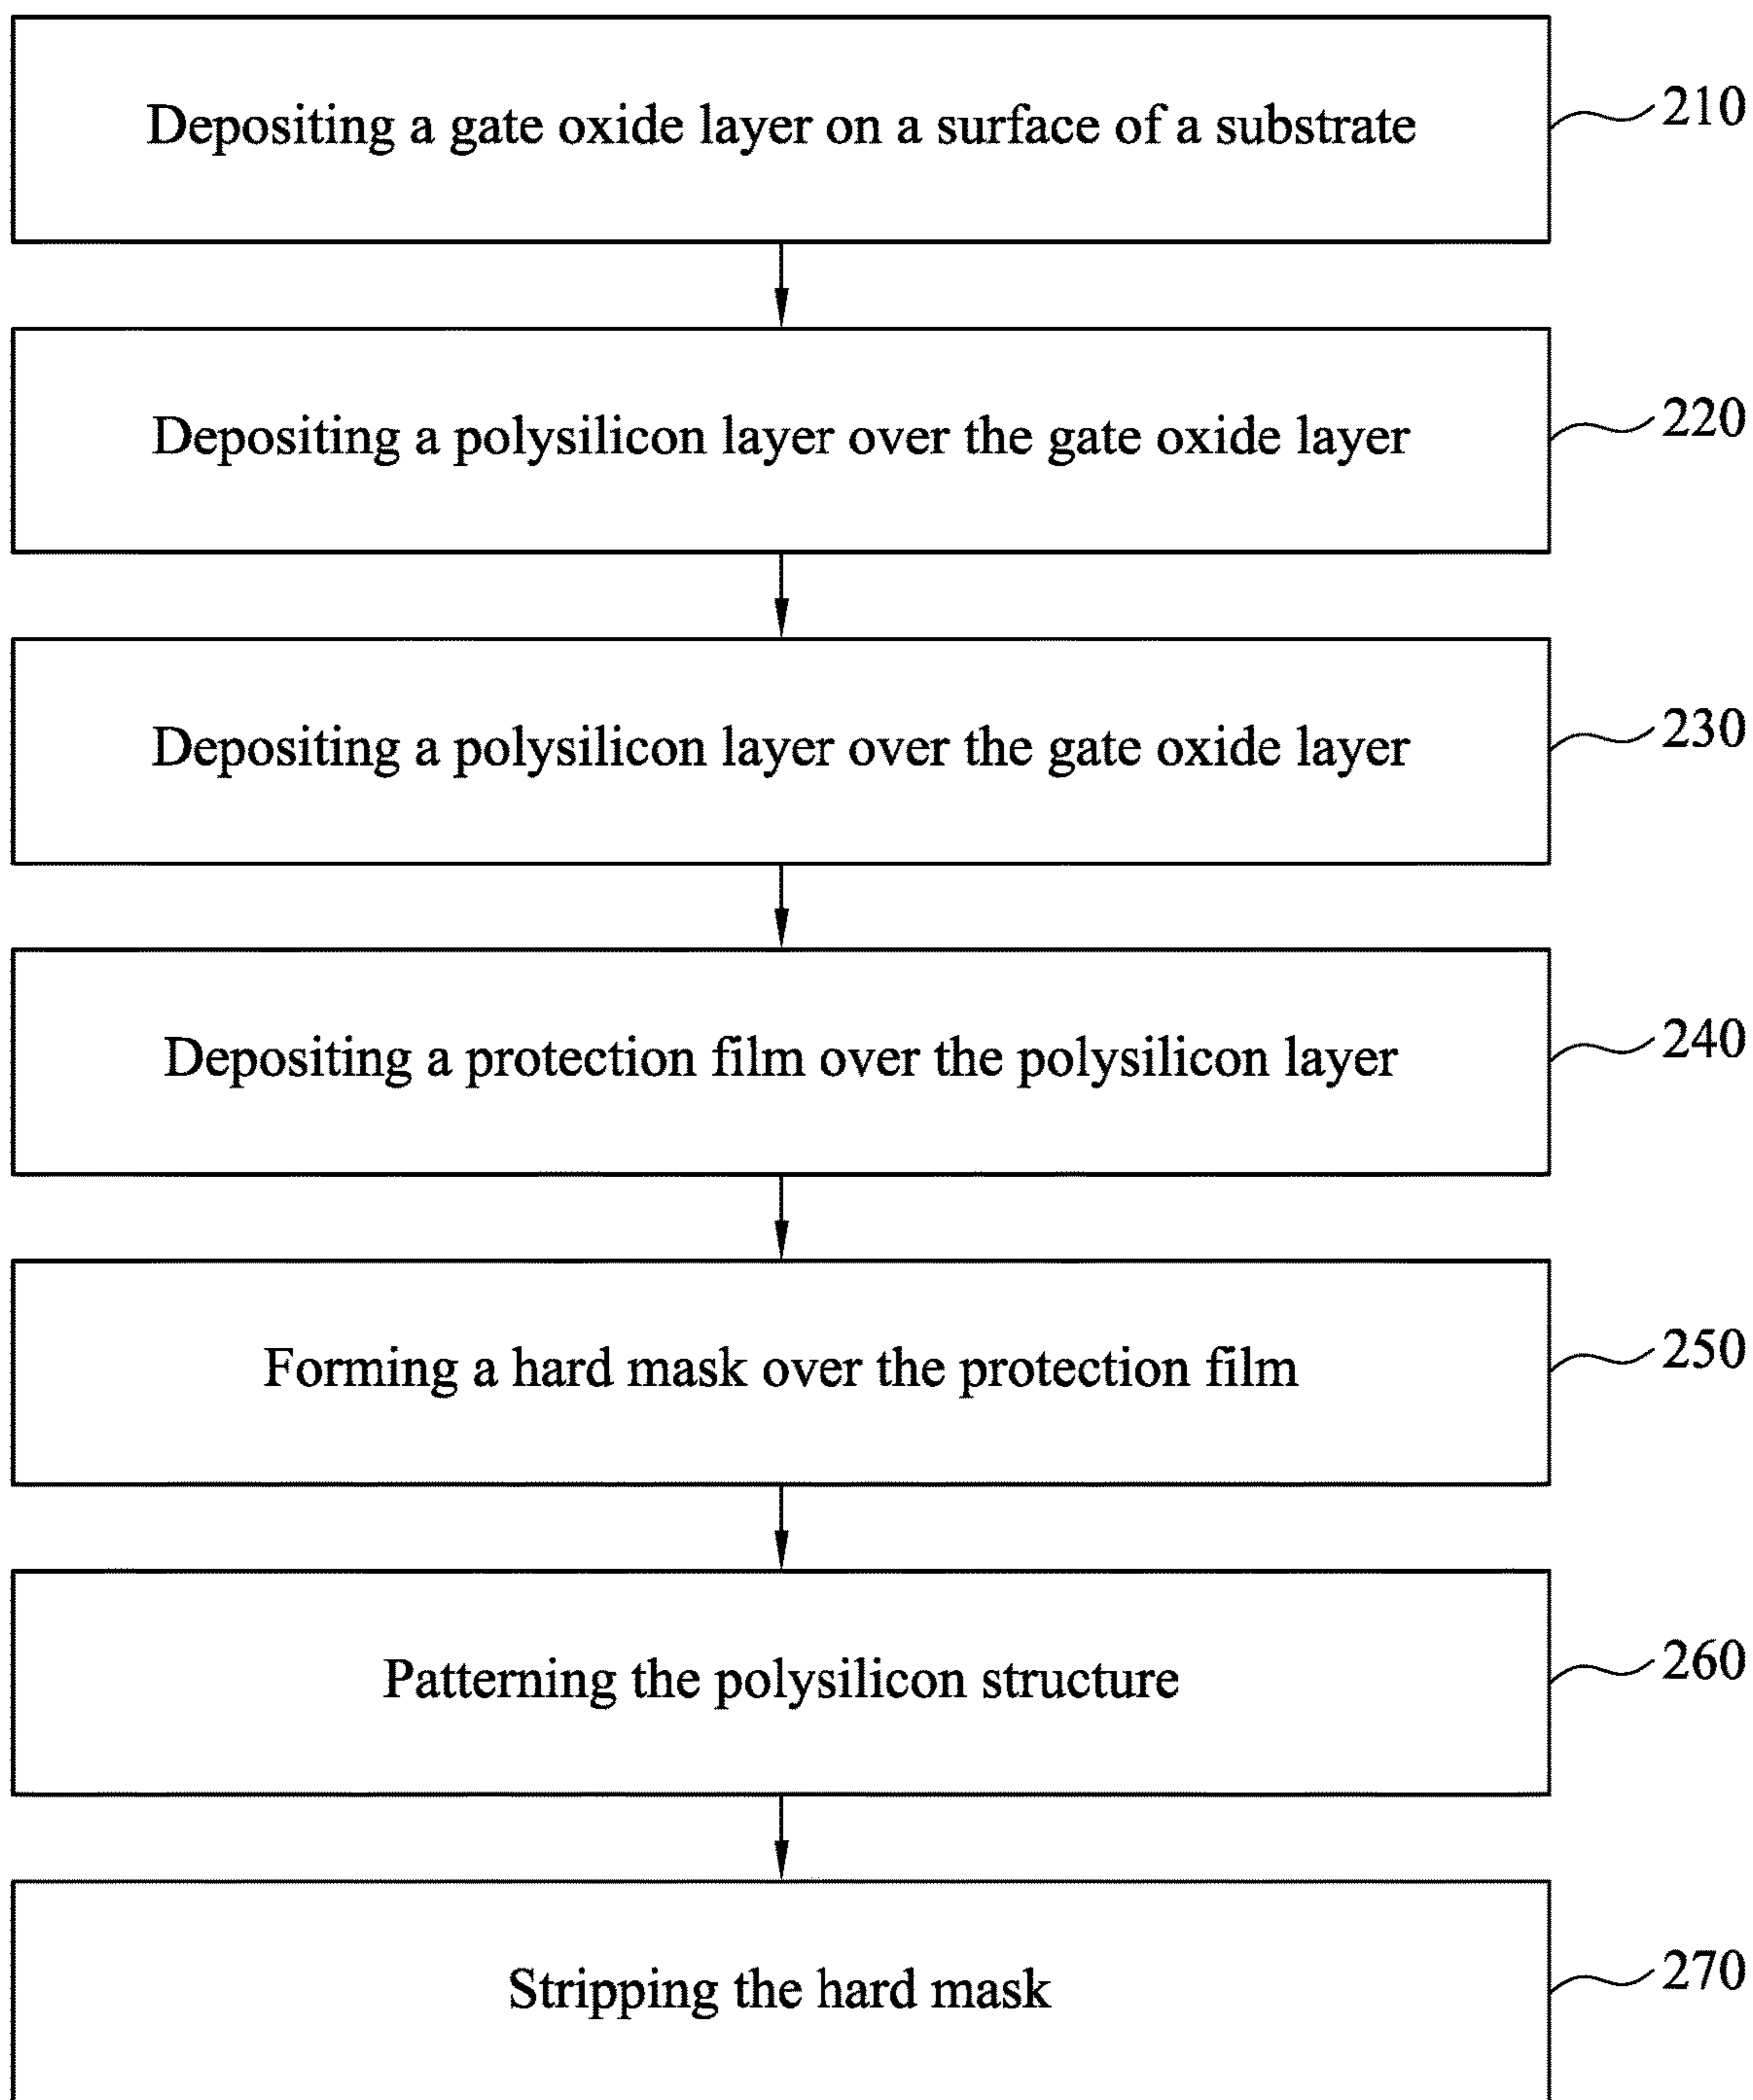 Depositing a gate oxide layer on a surface of a substrate
210
Depositing a polysilicon layer over the gate oxide layer
220
Depositing a polysilicon layer over the gate oxide layer
230
Depositing a protection film over the polysilicon layer
240
Forming a hard mask over the protection film
250
Patterning the polysilicon structure
260
Stripping the hard mask
270